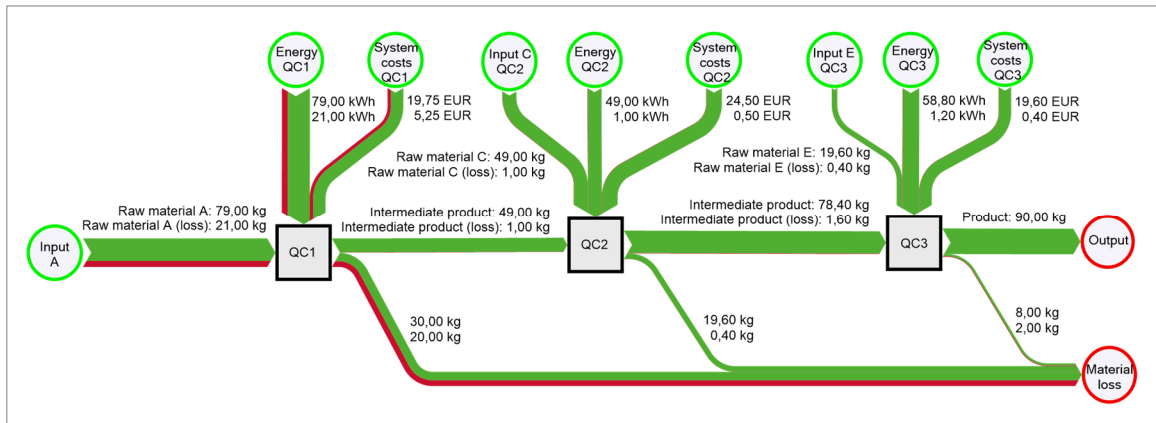 Energy
QC1
System
costs
QC1
Input C
QC2
Energy
QC2
System
costs
QC2
Input E
QC3
Energy
QC3
System
costs
QC3
79,00 kWh
21,00 kWh
19,75 EUR
5,25 EUR
49,00 kWh
1,00 kWh
24,50 EUR
0,50 EUR
58,80 kWh
1,20 kWh
19,60 EUR
0,40 EUR
Raw material C: 49,00 kg
Raw material C (loss): 1,00 kg
Raw material E: 19,60 kg
Raw material E (loss): 0,40 kg
Raw material A: 79,00 kg
Raw material A (loss): 21,00 kg
Intermediate product: 49,00 kg
Intermediate product (loss): 1,00 kg
Intermediate product: 78,40 kg
Intermediate product (loss): 1,60 kg
Product: 90,00 kg
Input
A
QC1
QC2
QC3
Output
30,00 kg
20,00 kg
19,60 kg
0,40 kg
8,00 kg
2,00 kg
Material
loss